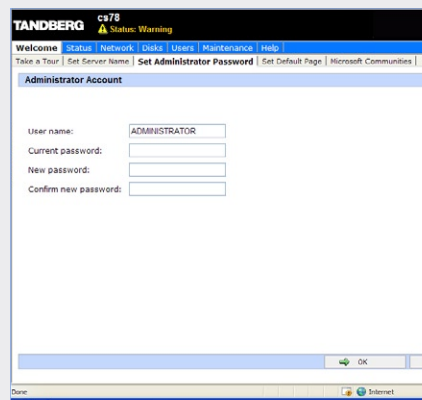 TANDBERG
cs78
Status: Warning
Welcome Status Network Disks Users Maintenance Help
Take a Tour Set Server Name Set Administrator Password Set Default Page Microsoft Communities
Administrator Account
User name: ADMINISTRATOR
Current password:
New password:
Confirm new password:
OK
Done Internet